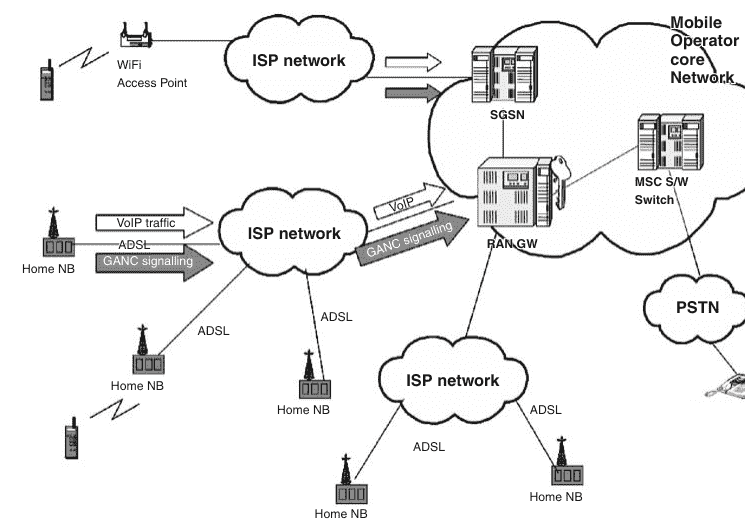 Mobile
Operator
core
Network
WiFi
Access Point
ISP network
SGSN
MSC S/W
Switch
VoIP traffic
ADSL
GANC signalling
Home NB
ISP network
VoIP
GANC signalling
RAN GW
ADSL
ADSL
PSTN
Home NB
Home NB
ISP network
ADSL
ADSL
Home NB
Home NB